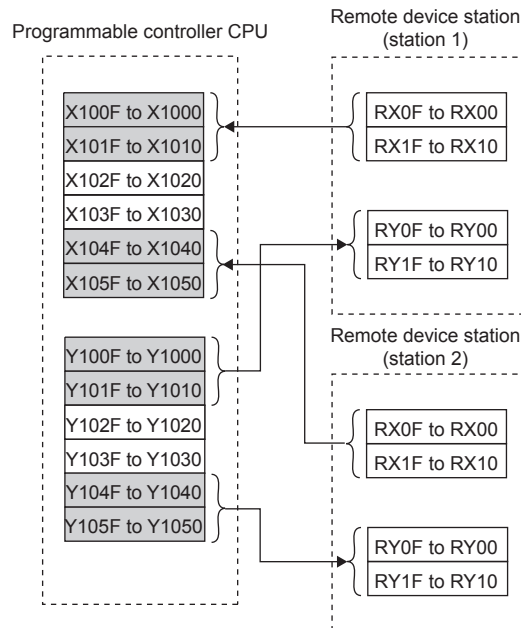 Programmable controller CPU
X100F to X1000
X101F to X1010
X102F to X1020
X103F to X1030
X104F to X1040
X105F to X1050
Y100F to Y1000
Y101F to Y1010
Y102F to Y1020
Y103F to Y1030
Y104F to Y1040
Y105F to Y1050
Remote device station
(station 1)
RX0F to RX00
RX1F to RX10
RY0F to RY00
RY1F to RY10
Remote device station
(station 2)
RX0F to RX00
RX1F to RX10
RY0F to RY00
RY1F to RY10